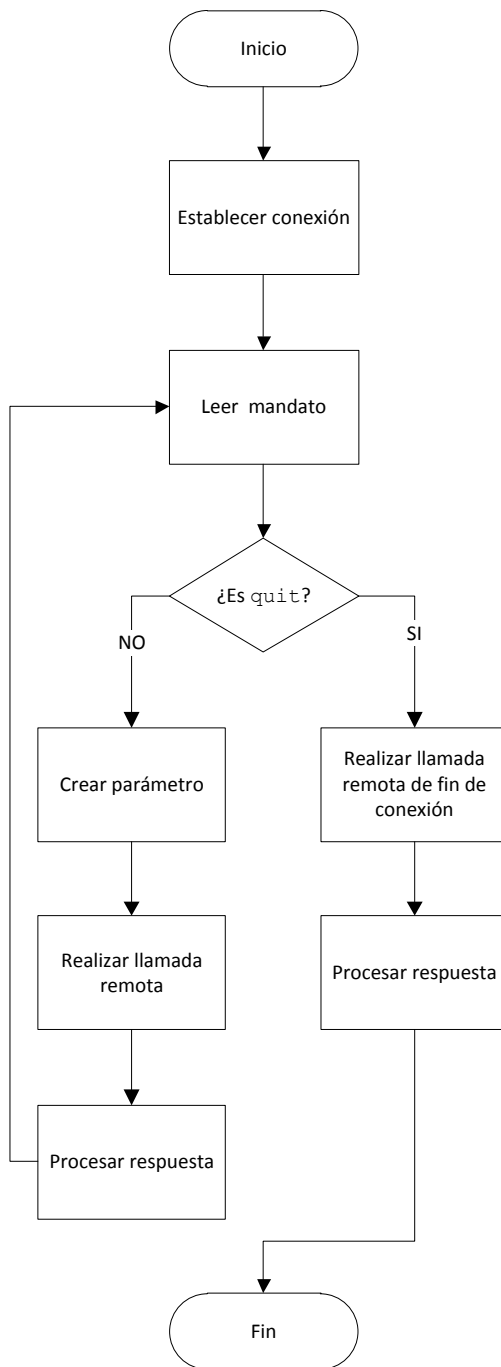 Inicio
Establecer conexión
Leer mandato
¿Es quit?
NO
SI
Crear parámetro
Realizar llamada
remota de fin de
conexión
Realizar llamada
remota
Procesar respuesta
Procesar respuesta
Fin